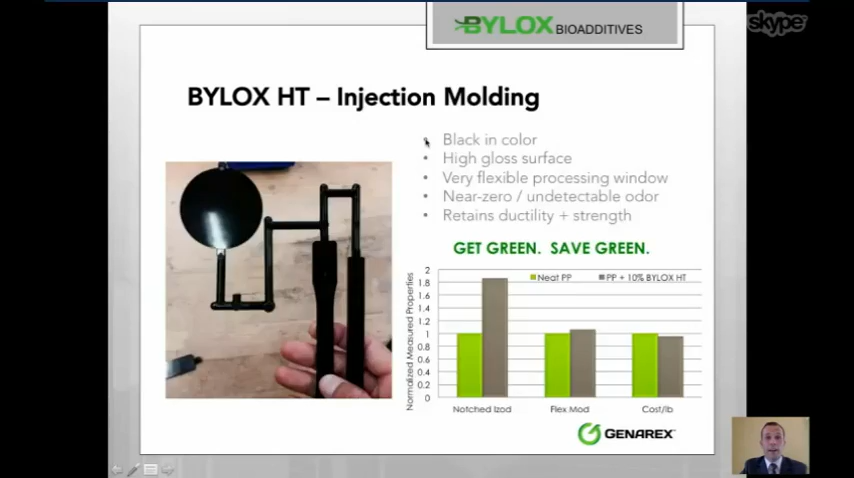 BYLOX BIOADDITIVES
skype
BYLOX HT – Injection Molding
• Black in color
• High gloss surface
• Very flexible processing window
• Near-zero / undetectable odor
• Retains ductility + strength
GET GREEN. SAVE GREEN.
Normalized Measured Properties
2
1.8
1.6
1.4
1.2
1
0.8
0.6
0.4
0.2
0
Neat PP
PP + 10% BYLOX HT
Notched Izod
Flex Mod
Cost/lb
GENAREX